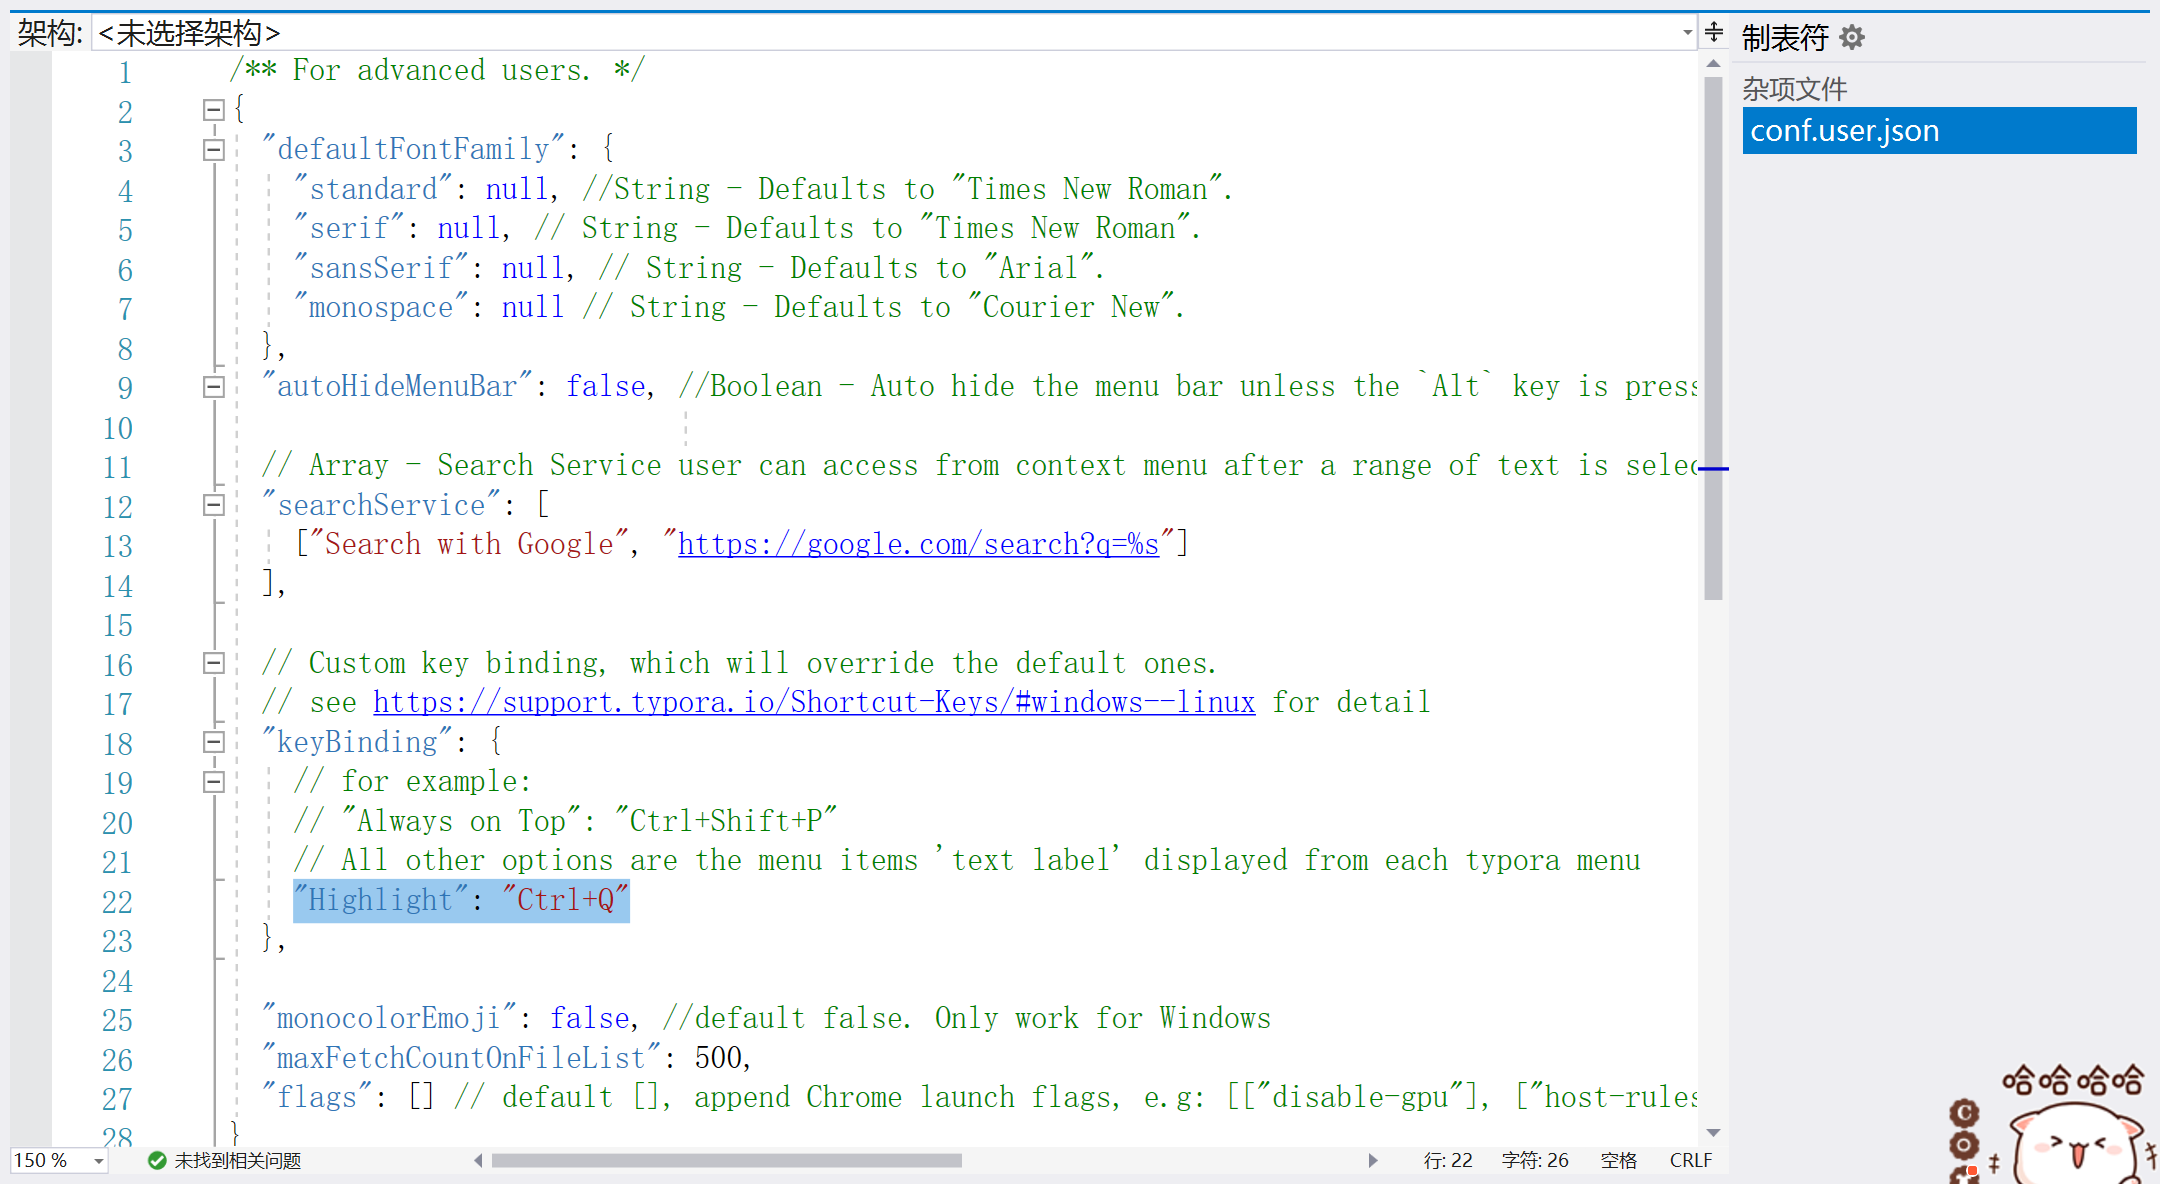 架构: <未选择架构>
制表符
杂项文件
conf.user.json
1 /** For advanced users. */
2 {
3 "defaultFontFamily": {
4 "standard": null, //String - Defaults to "Times New Roman".
5 "serif": null, // String - Defaults to "Times New Roman".
6 "sansSerif": null, // String - Defaults to "Arial".
7 "monospace": null // String - Defaults to "Courier New".
8 },
9 "autoHideMenuBar": false, //Boolean - Auto hide the menu bar unless the `Alt` key is press
10
11 // Array - Search Service user can access from context menu after a range of text is selec
12 "searchService": [
13 ["Search with Google", "https://google.com/search?q=%s"]
14 ],
15
16 // Custom key binding, which will override the default ones.
17 // see https://support.typora.io/Shortcut-Keys/#windows--linux for detail
18 "keyBinding": {
19 // for example:
20 // "Always on Top": "Ctrl+Shift+P"
21 // All other options are the menu items 'text label' displayed from each typora menu
22 "Highlight": "Ctrl+Q"
23 },
24
25 "monocolorEmoji": false, //default false. Only work for Windows
26 "maxFetchCountOnFileList": 500,
27 "flags": [] // default [], append Chrome launch flags, e.g: [["disable-gpu"], ["host-rules
28 }
哈哈哈哈
150 %
未找到相关问题
行: 22 字符: 26 空格 CRLF